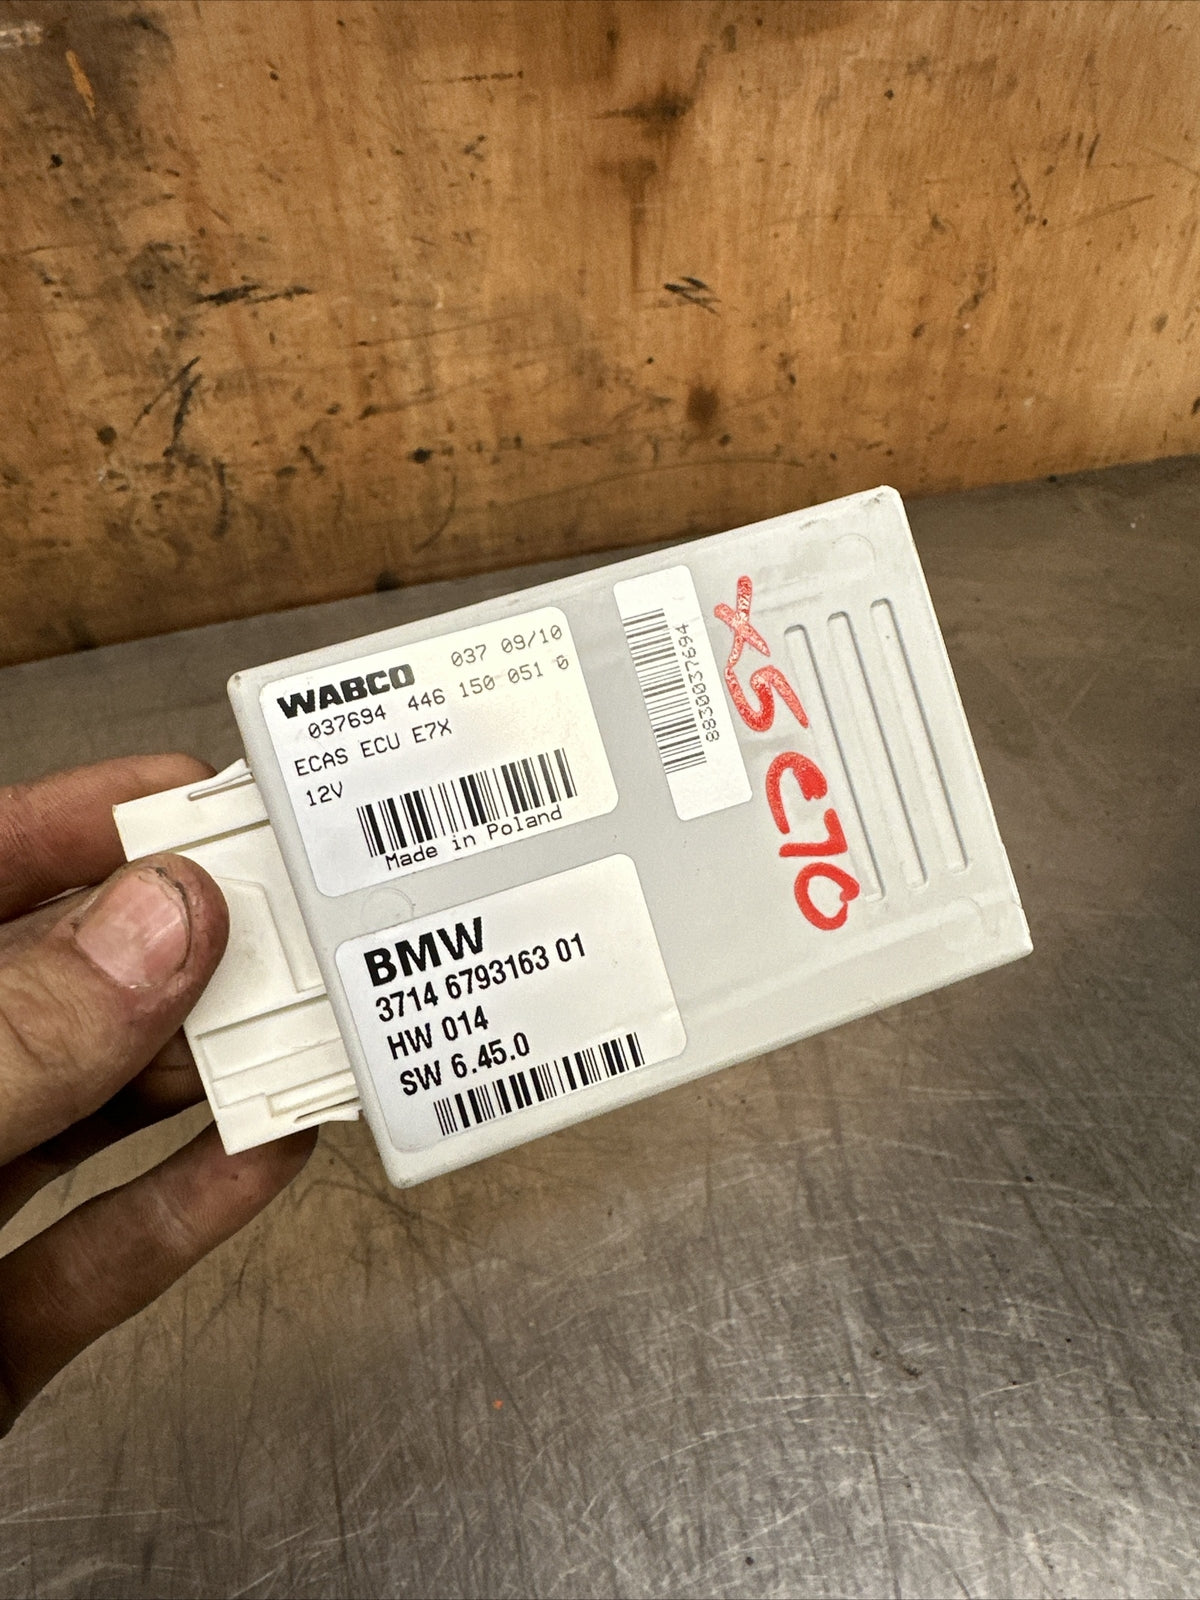 WABCO 037 09/10
037694 446 150 051 0
ECAS ECU E7X
12V
Made in Poland
8830037694
X5 E70
BMW
3714 6793163 01
HW 014
SW 6.45.0